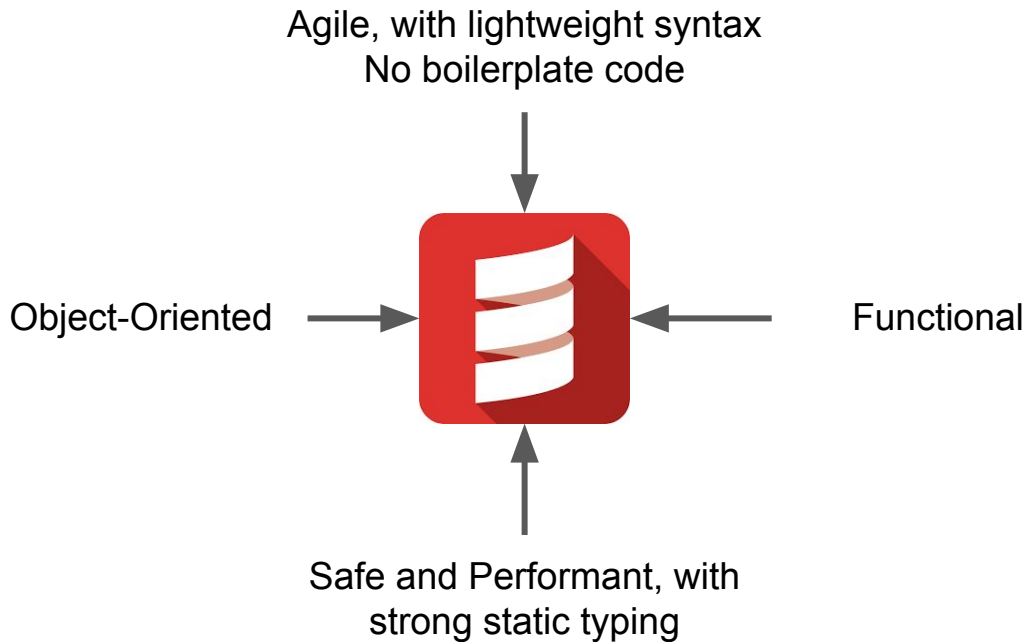 Agile, with lightweight syntax
No boilerplate code
Object-Oriented
Functional
Safe and Performant, with
strong static typing